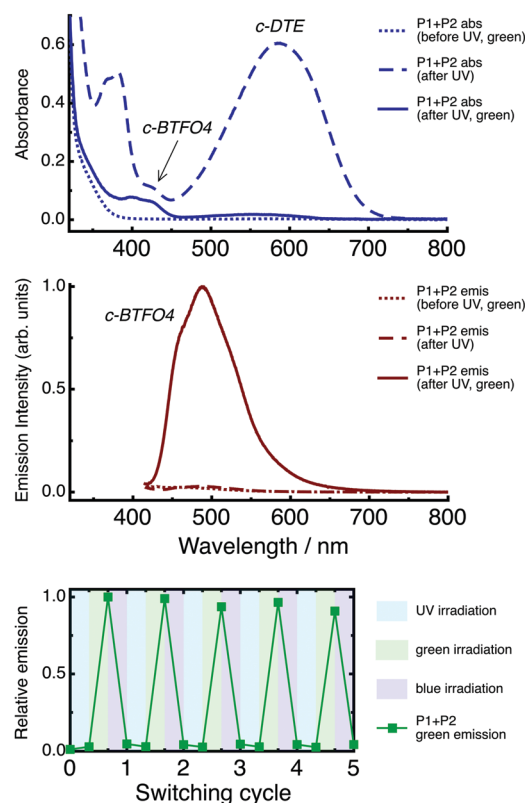 c-DTE
c-BTFO4
Absorbance
0.6
0.4
0.2
0.0
400 500 600 700 800
P1+P2 abs
(before UV, green)
P1+P2 abs
(after UV)
P1+P2 abs
(after UV, green)
c-BTFO4
Emission Intensity (arb. units)
1.0
0.5
0.0
400 500 600 700 800
Wavelength / nm
P1+P2 emis
(before UV, green)
P1+P2 emis
(after UV)
P1+P2 emis
(after UV, green)
Relative emission
1.0
0.5
0.0
0 1 2 3 4 5
Switching cycle
UV irradiation
green irradiation
blue irradiation
P1+P2
green emission